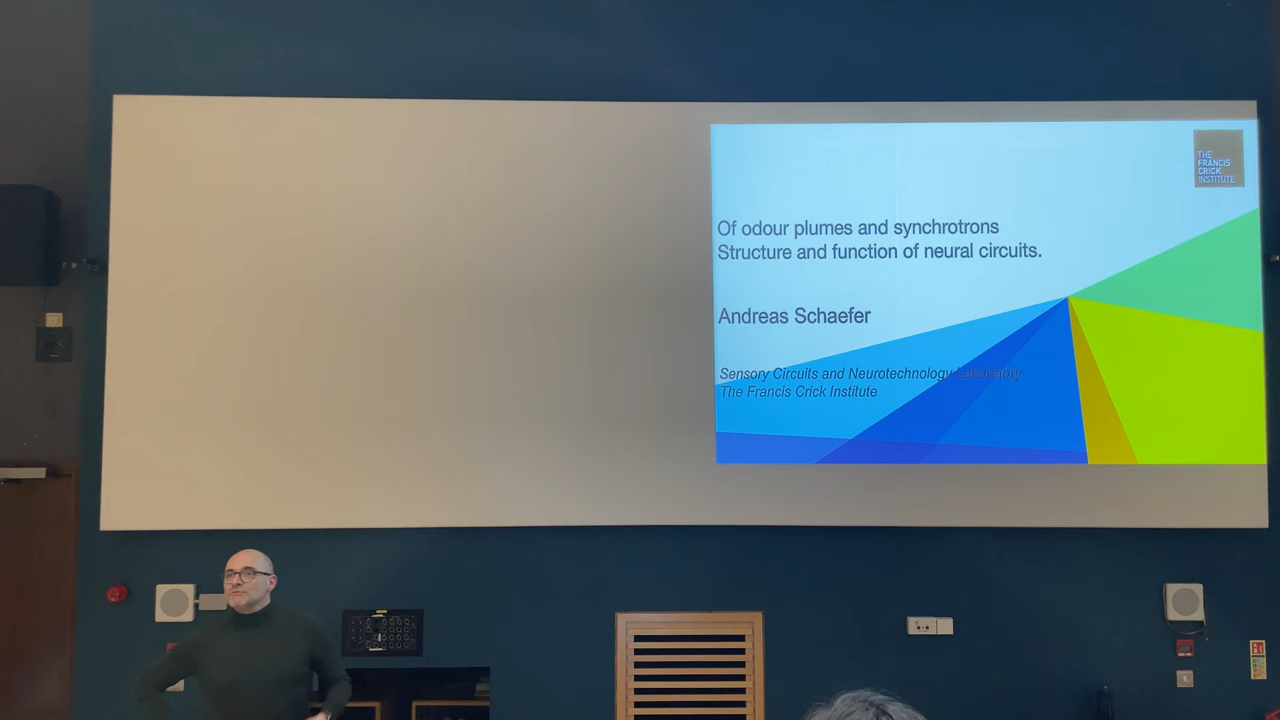 THE
FRANCIS
CRICK
INSTITUTE
Of odour plumes and synchrotrons
Structure and function of neural circuits.
Andreas Schaefer
Sensory Circuits and Neurotechnology Laboratory
The Francis Crick Institute